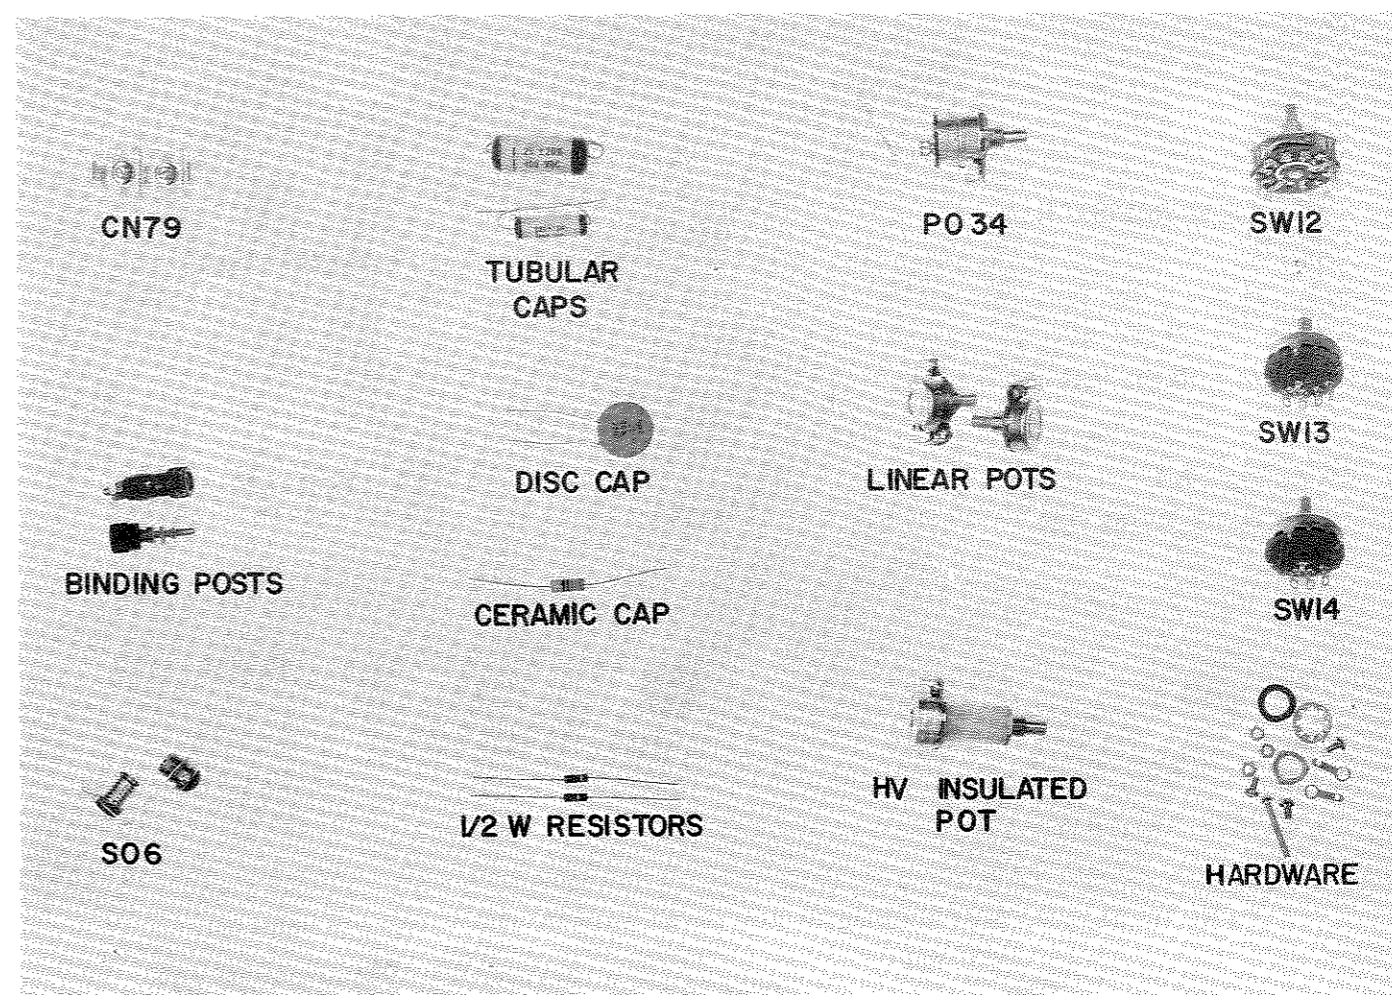 CN79
TUBULAR
CAPS
PO34
SW12
DISC CAP
LINEAR POTS
SW13
BINDING POSTS
CERAMIC CAP
SW14
SO6
1/2 W RESISTORS
HV INSULATED
POT
HARDWARE